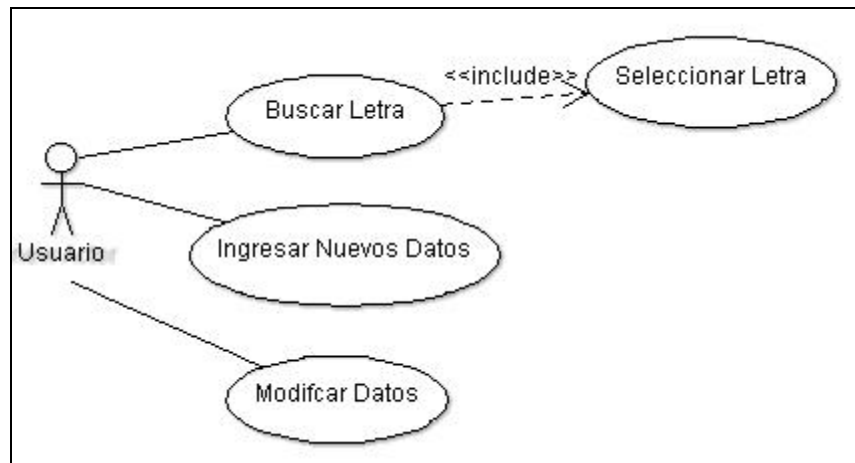 <<include>>
Seleccionar Letra
Buscar Letra
Usuario
Ingresar Nuevos Datos
Modifcar Datos